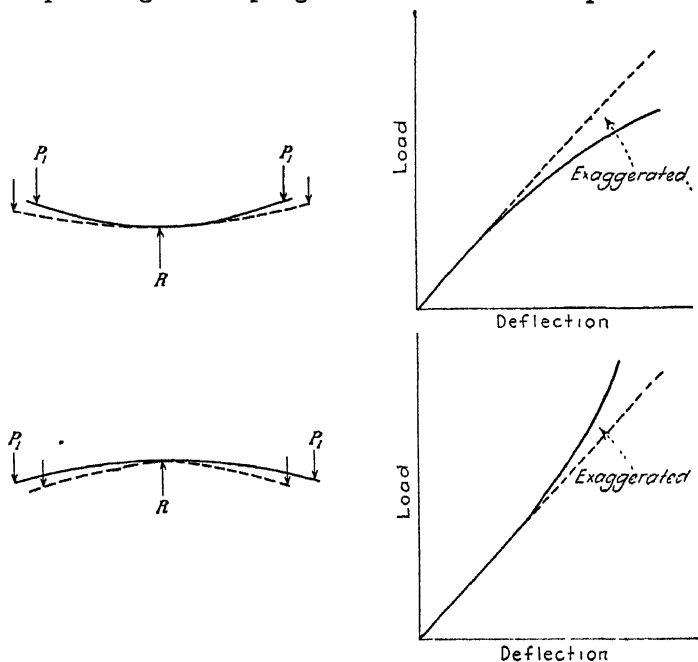 P₁
P₁
R
Load
Exaggerated
Deflection
P₁
P₁
R
Load
Exaggerated
Deflection